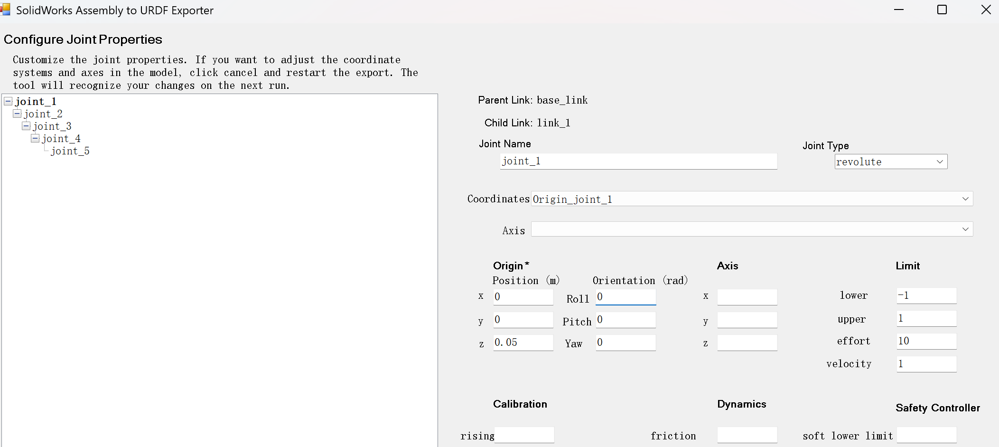 SolidWorks Assembly to URDF Exporter
Configure Joint Properties
Customize the joint properties. If you want to adjust the coordinate
systems and axes in the model, click cancel and restart the export. The
tool will recognize your changes on the next run.
joint_1
joint_2
joint_3
joint_4
joint_5
Parent Link: base_link
Child Link: link_1
Joint Name
Joint Type
joint_1
revolute
Coordinates Origin_joint_1
Axis
Origin* Axis Limit
Position (m) Orientation (rad)
x 0 Roll 0 x lower -1
y 0 Pitch 0 y upper 1
z 0.05 Yaw 0 z effort 10
velocity 1
Calibration Dynamics Safety Controller
rising friction soft lower limit